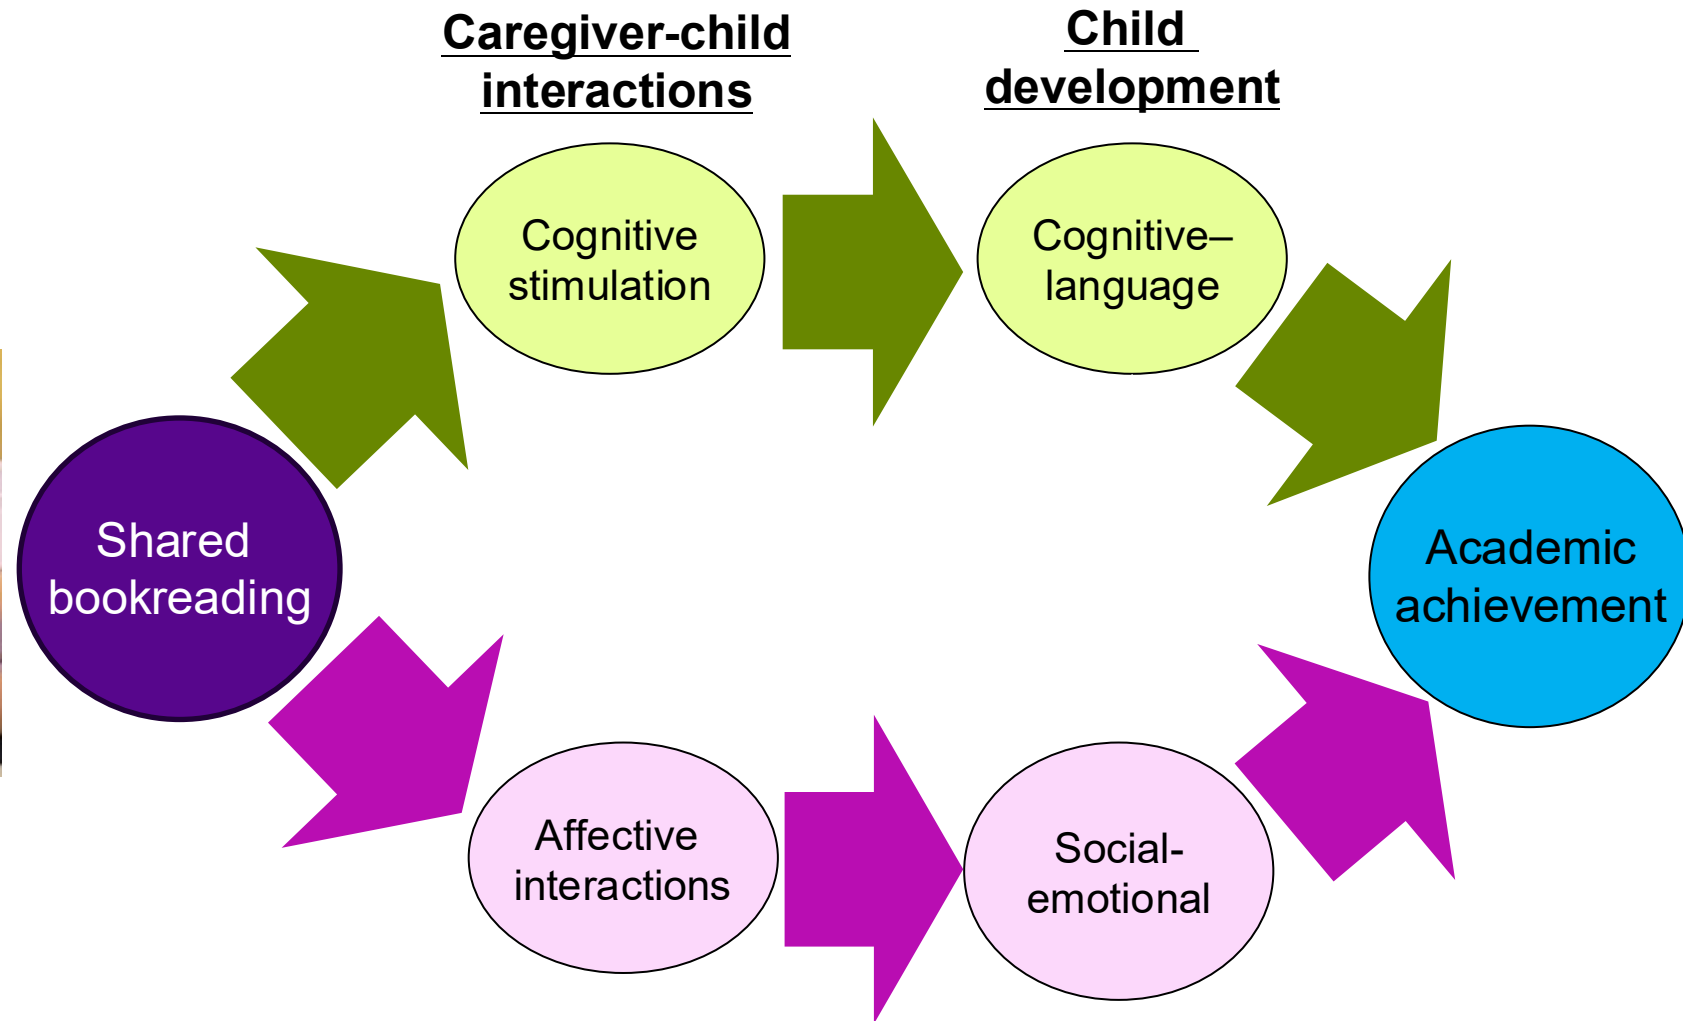 Caregiver-child
interactions
Child
development
Cognitive
stimulation
Cognitive–
language
Shared
bookreading
Academic
achievement
Affective
interactions
Social-
emotional